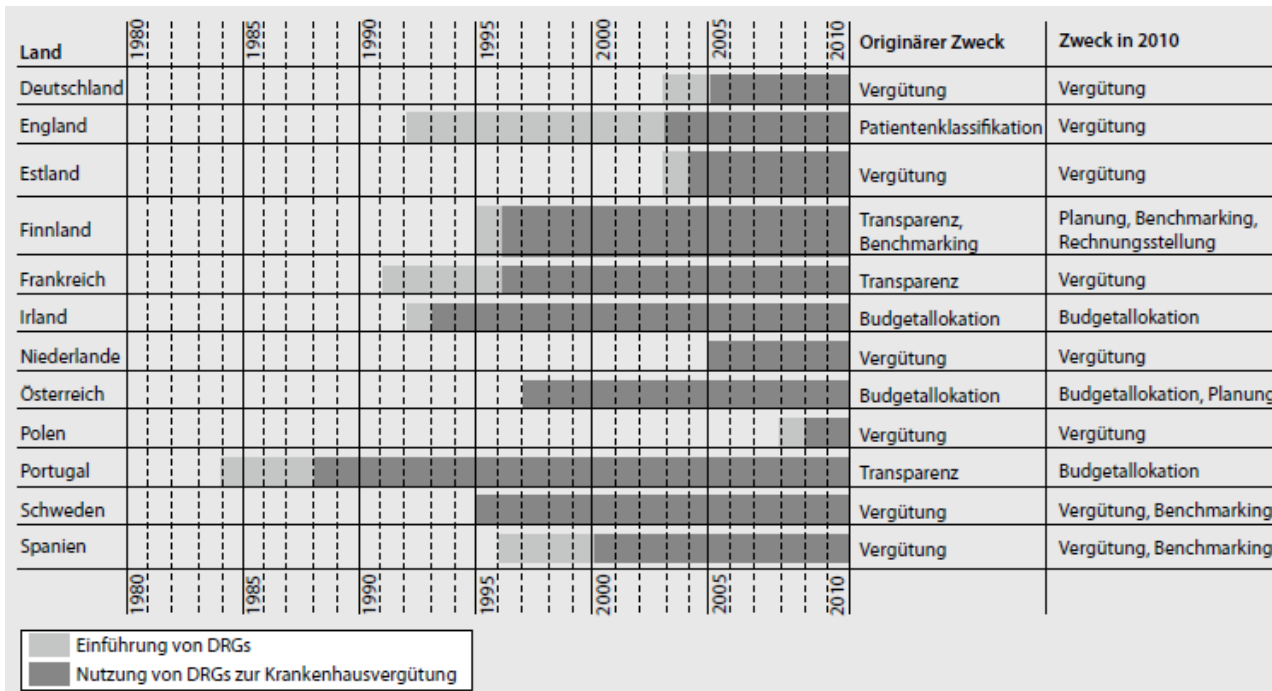 Land 1980 1985 1990 1995 2000 2005 2010 Originärer Zweck Zweck in 2010
Deutschland Vergütung Vergütung
England Patientenklassifikation Vergütung
Estland Vergütung Vergütung
Finnland Transparenz, Planung, Benchmarking,
Benchmarking Rechnungsstellung
Frankreich Transparenz Vergütung
Irland Budgetallokation Budgetallokation
Niederlande Vergütung Vergütung
Österreich Budgetallokation Budgetallokation, Planung
Polen Vergütung Vergütung
Portugal Transparenz Budgetallokation
Schweden Vergütung Vergütung, Benchmarking
Spanien Vergütung Vergütung, Benchmarking
1980 1985 1990 1995 2000 2005 2010
Einführung von DRGs
Nutzung von DRGs zur Krankenhausvergütung